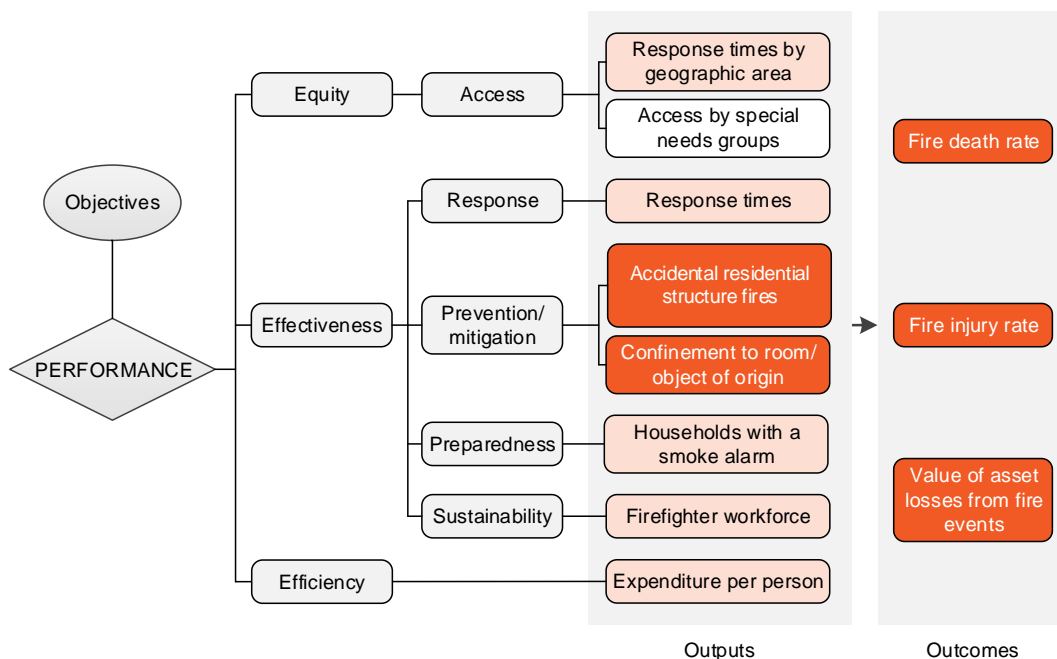 Objectives
PERFORMANCE
Equity
Access
Response times by
geographic area
Access by special
needs groups
Effectiveness
Response
Response times
Prevention/
mitigation
Accidental residential
structure fires
Confinement to room/
object of origin
Preparedness
Households with a
smoke alarm
Sustainability
Firefighter workforce
Efficiency
Expenditure per person
Outputs
Fire death rate
Fire injury rate
Value of asset
losses from fire
events
Outcomes